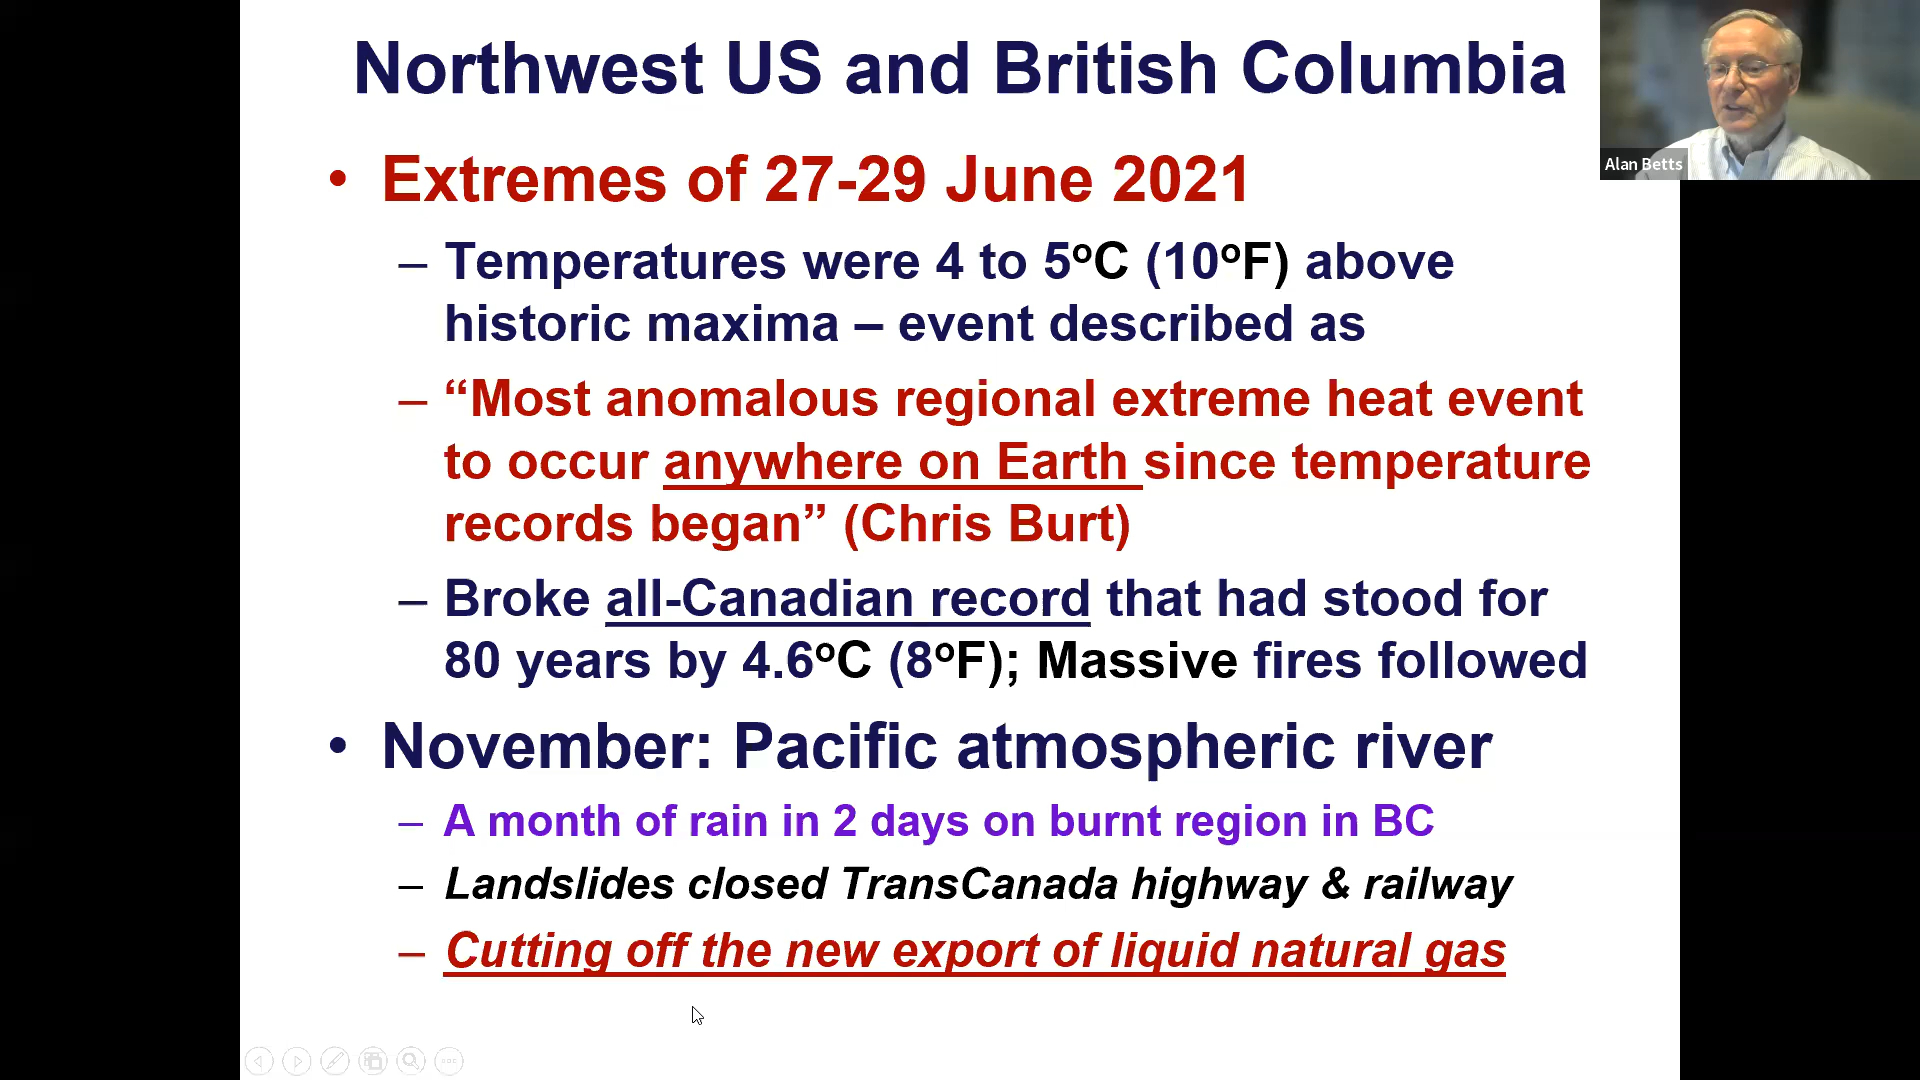 Northwest US and British Columbia
• Extremes of 27-29 June 2021
– Temperatures were 4 to 5ºC (10ºF) above
historic maxima – event described as
– “Most anomalous regional extreme heat event
to occur anywhere on Earth since temperature
records began” (Chris Burt)
– Broke all-Canadian record that had stood for
80 years by 4.6ºC (8ºF); Massive fires followed
• November: Pacific atmospheric river
– A month of rain in 2 days on burnt region in BC
– Landslides closed TransCanada highway & railway
– Cutting off the new export of liquid natural gas
Alan Betts